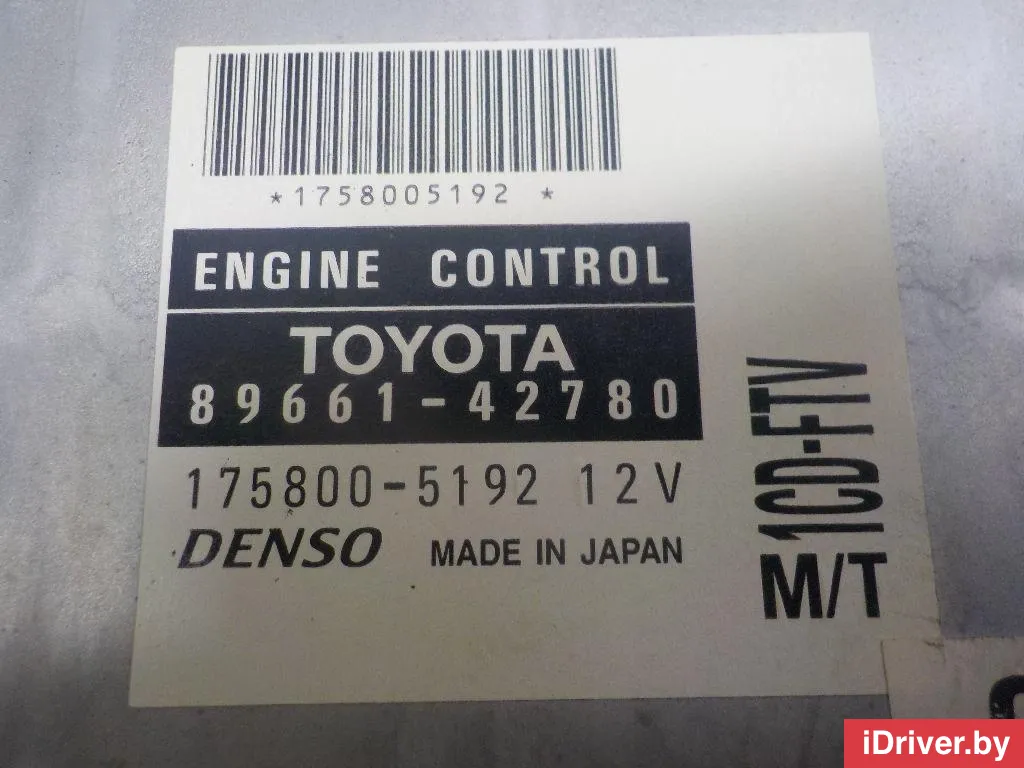 *1758005192 *
ENGINE CONTROL
TOYOTA
89661-42780
175800-5192 12V
DENSO MADE IN JAPAN
1CD-FTV
M/T
iDriver.by